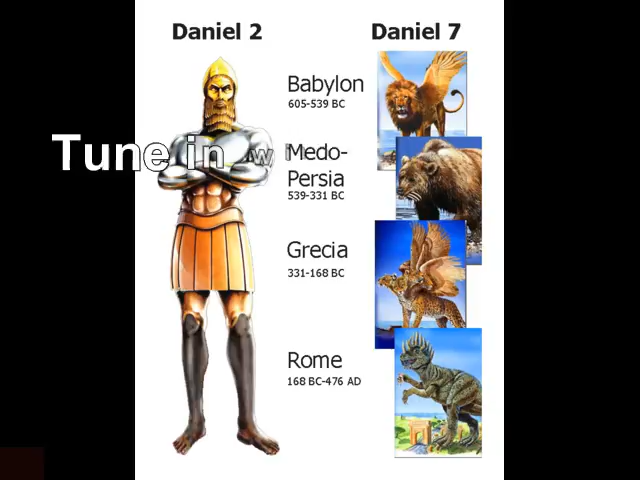 Daniel 2 Daniel 7
Babylon
605-539 BC
Tune in
Medo-
Persia
539-331 BC
Grecia
331-168 BC
Rome
168 BC-476 AD